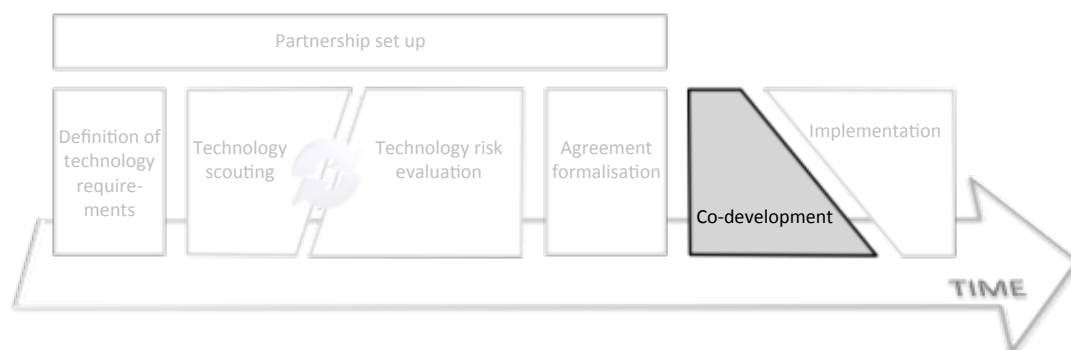 Partnership set up
Definition of
technology
require-
ments
Technology
scouting
Technology risk
evaluation
Agreement
formalisation
Co-development
Implementation
TIME